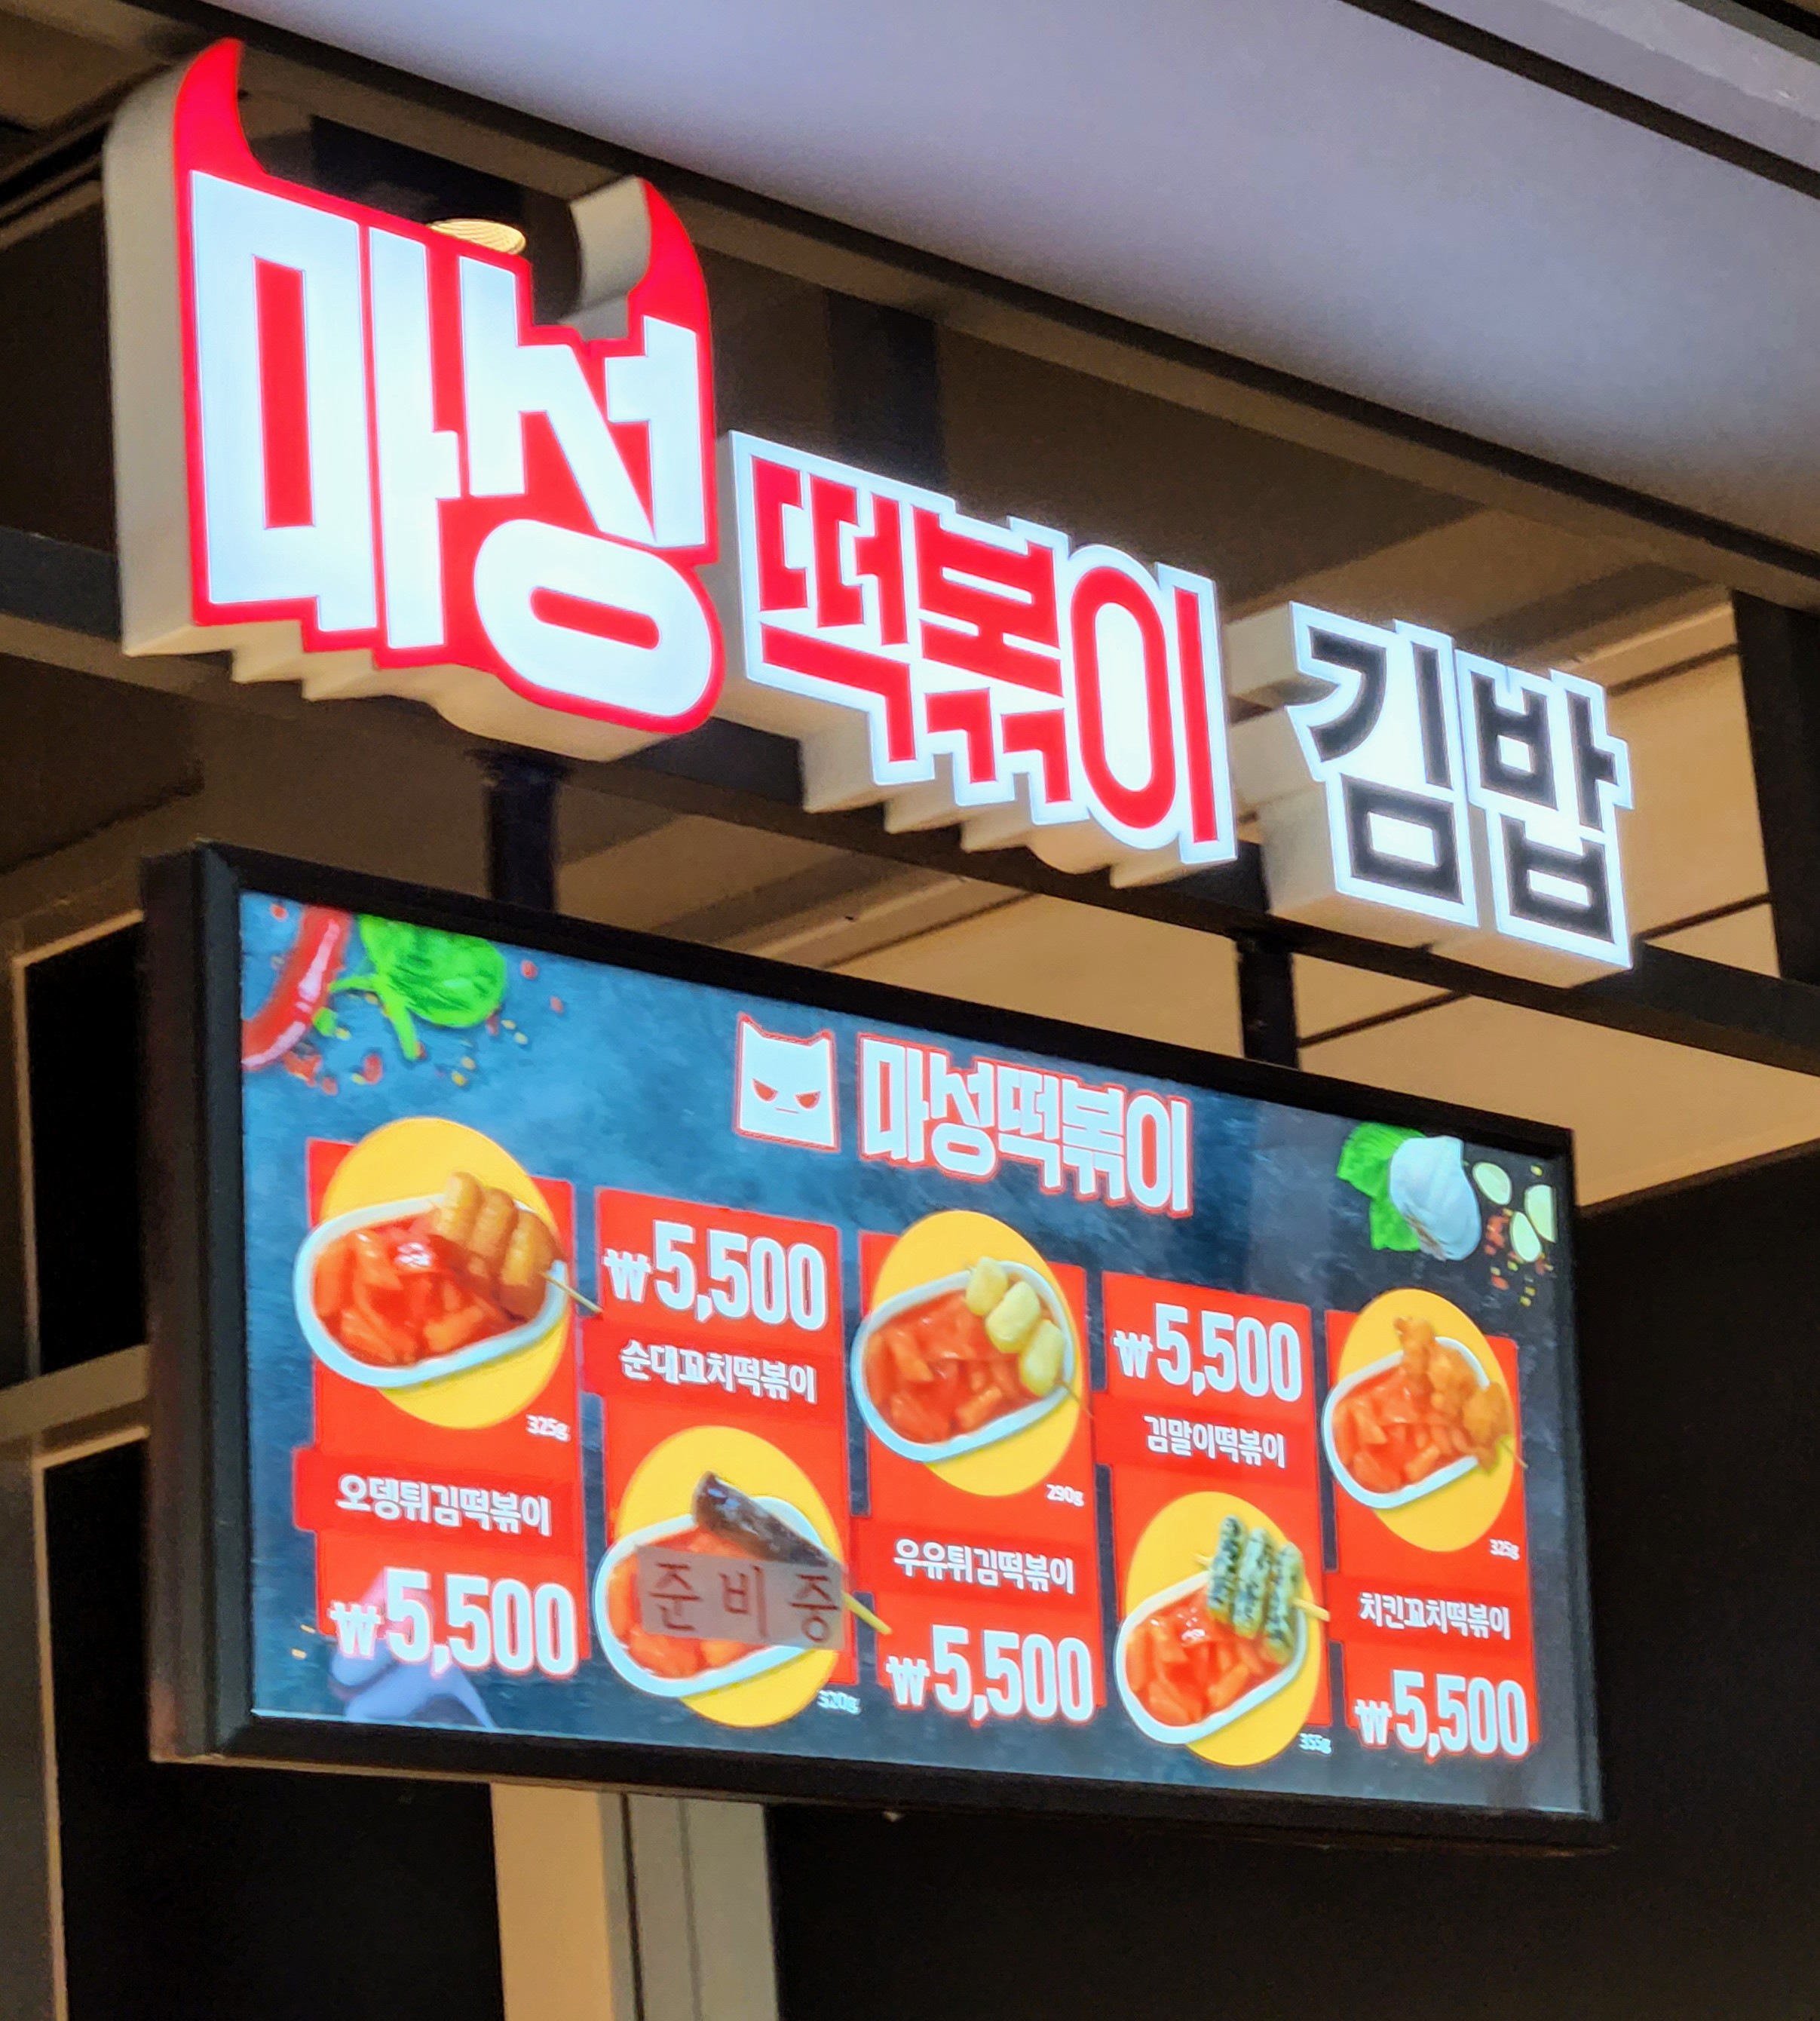 마성 떡볶이 김밥
마성떡볶이
325g
오뎅튀김떡볶이
₩5,500
₩5,500
순대꼬치떡볶이
준비중
320g
290g
우유튀김떡볶이
₩5,500
₩5,500
김말이떡볶이
355g
325g
치킨꼬치떡볶이
₩5,500